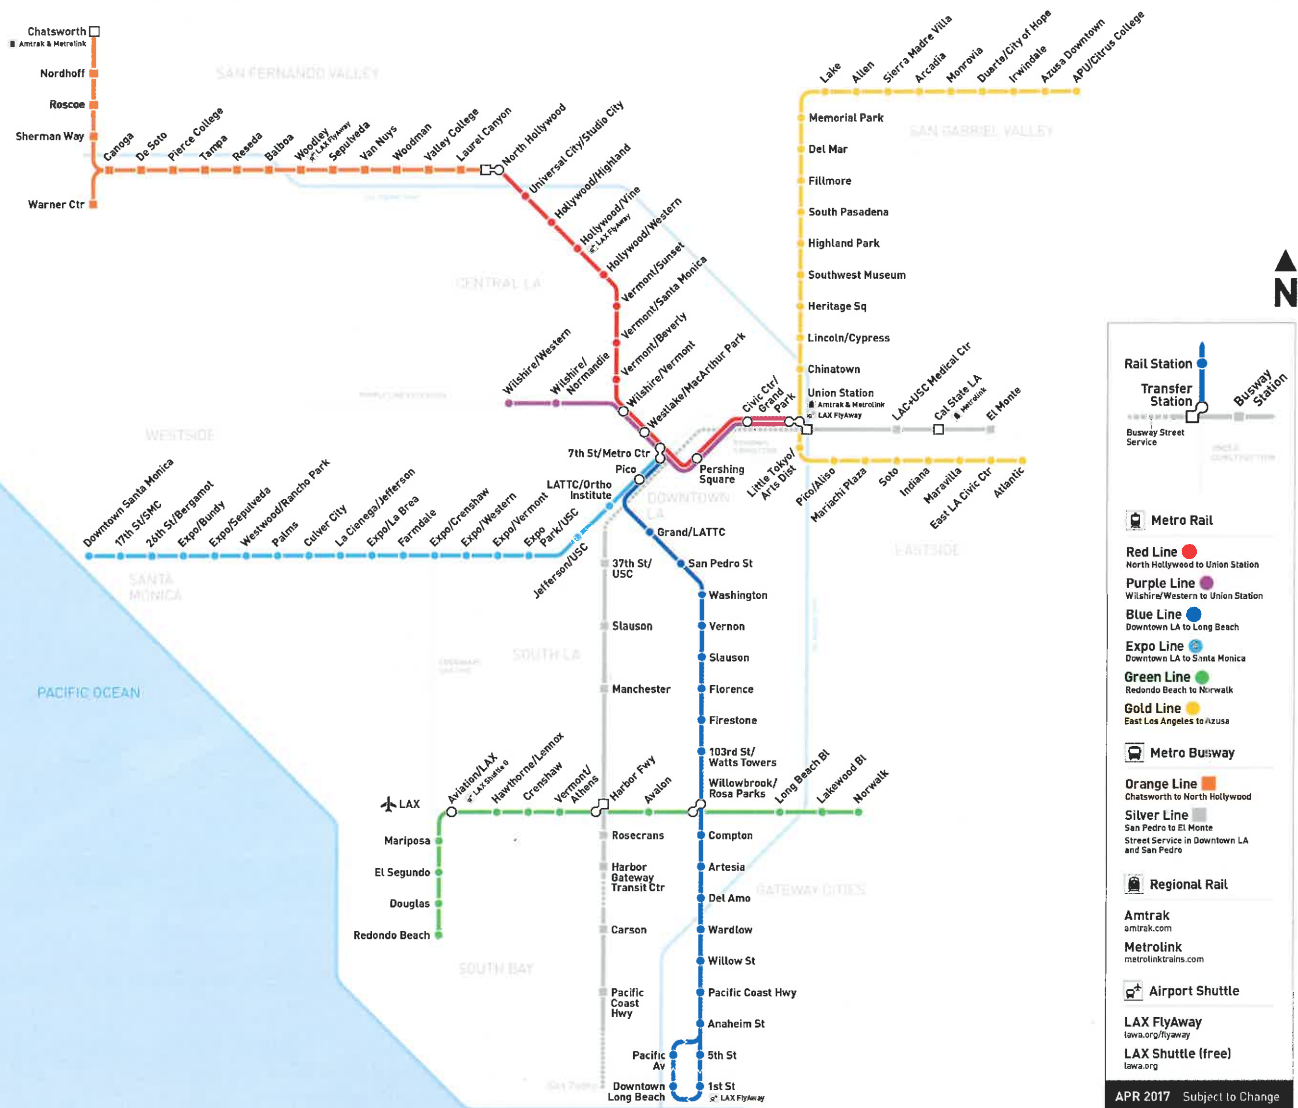 Chatsworth
Amtrak & Metrolink
Nordhoff
Roscoe
Sherman Way
Warner Ctr
SAN FERNANDO VALLEY
Canoga
De Soto
Pierce College
Tampa
Reseda
Balboa
Woodley
LAX FlyAway
Sepulveda
Van Nuys
Woodman
Valley College
Laurel Canyon
North Hollywood
Universal City/Studio City
Hollywood/Highland
Hollywood/Vine
LAX FlyAway
Hollywood/Western
Vermont/Sunset
Vermont/Santa Monica
Vermont/Beverly
Wilshire/Vermont
Westlake/MacArthur Park
CENTRAL LA
Wilshire/Western
Wilshire/
Normandie
WESTSIDE
7th St/Metro Ctr
Pico
LATTC/Ortho
Institute
Pershing
Square
Civic Ctr/
Grand
Park
Lake
Allen
Sierra Madre Villa
Arcadia
Monrovia
Duarte/City of Hope
Irwindale
Azusa Downtown
APU/Citrus College
SAN GABRIEL VALLEY
Memorial Park
Del Mar
Fillmore
South Pasadena
Highland Park
Southwest Museum
Heritage Sq
Lincoln/Cypress
Chinatown
Union Station
Amtrak & Metrolink
LAX FlyAway
LAC+USC Medical Ctr
Cal State LA
Metrolink
El Monte
Little Tokyo/
Arts Dist
Pico/Aliso
Mariachi Plaza
Soto
Indiana
Maravilla
East LA Civic Ctr
Atlantic
DOWNTOWN
LA
EASTSIDE
Downtown Santa Monica
17th St/SMC
26th St/Bergamot
Expo/Bundy
Expo/Sepulveda
Westwood/Rancho Park
Palms
Culver City
La Cienega/Jefferson
Expo/La Brea
Farmdale
Expo/Crenshaw
Expo/Western
Expo/Vermont
Expo
Park/USC
Jefferson/USC
SANTA
MONICA
PACIFIC OCEAN
SOUTH LA
37th St/
USC
Slauson
Manchester
Grand/LATTC
San Pedro St
Washington
Vernon
Slauson
Florence
Firestone
103rd St/
Watts Towers
Willowbrook/
Rosa Parks
LAX
Aviation/LAX
LAX Shuttle G
Hawthorne/Lennox
Crenshaw
Vermont/
Athens
Harbor Fwy
Avalon
Long Beach Bl
Lakewood Bl
Norwalk
Mariposa
El Segundo
Douglas
Redondo Beach
SOUTH BAY
GATEWAY CITIES
Rosecrans
Harbor
Gateway
Transit Ctr
Carson
Pacific
Coast
Hwy
San Pedro
Compton
Artesia
Del Amo
Wardlow
Willow St
Pacific Coast Hwy
Anaheim St
Pacific
Av
5th St
Downtown
Long Beach
1st St
LAX FlyAway
N
Rail Station
Transfer
Station
Busway
Station
Busway Street
Service
UNDER
CONSTRUCTION
Metro Rail
Red Line
North Hollywood to Union Station
Purple Line
Wilshire/Western to Union Station
Blue Line
Downtown LA to Long Beach
Expo Line
Downtown LA to Santa Monica
Green Line
Redondo Beach to Norwalk
Gold Line
East Los Angeles to Azusa
Metro Busway
Orange Line
Chatsworth to North Hollywood
Silver Line
San Pedro to El Monte
Street Service in Downtown LA
and San Pedro
Regional Rail
Amtrak
amtrak.com
Metrolink
metrolinktrains.com
Airport Shuttle
LAX FlyAway
lawa.org/flyaway
LAX Shuttle (free)
lawa.org
APR 2017 Subject to Change